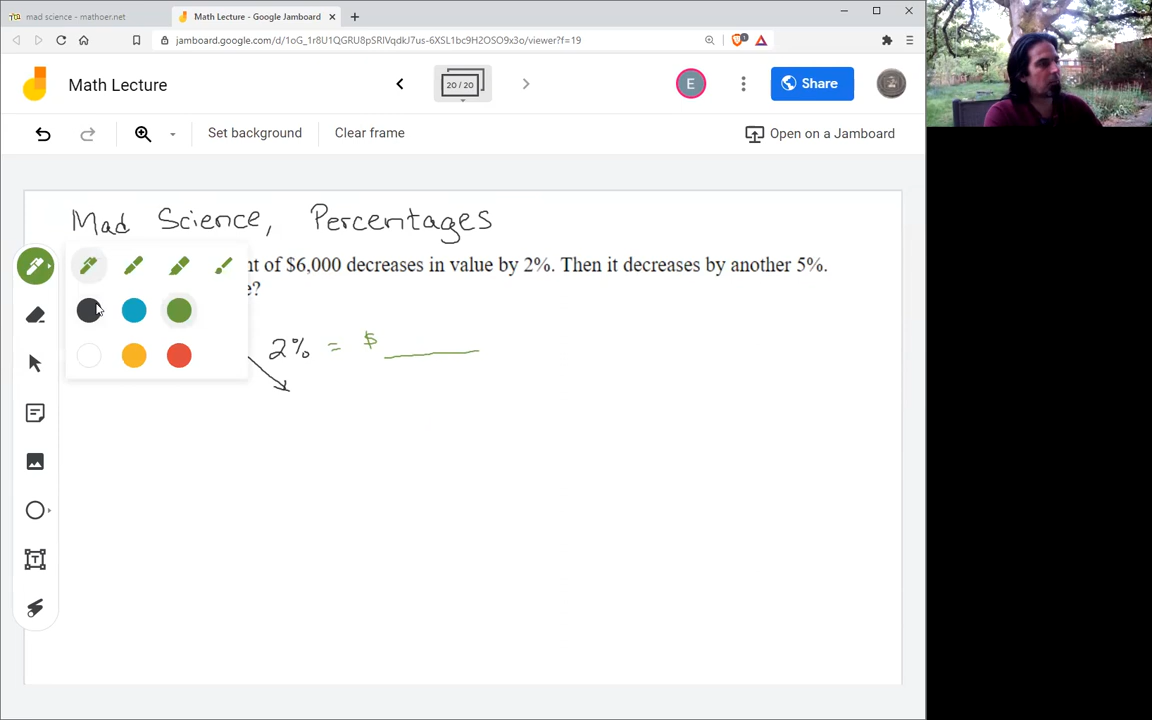 mad science - mathoer.net
Math Lecture - Google Jamboard
jamboard.google.com/d/1oG_1r8U1QGRU8pSRlVqdkJ7us-6XSL1bc9H2OSO9x3o/viewer?f=19
1
Math Lecture
20 / 20
E
Share
Set background
Clear frame
Open on a Jamboard
Mad Science, Percentages
nt of $6,000 decreases in value by 2%. Then it decreases by another 5%.
e?
2% = $